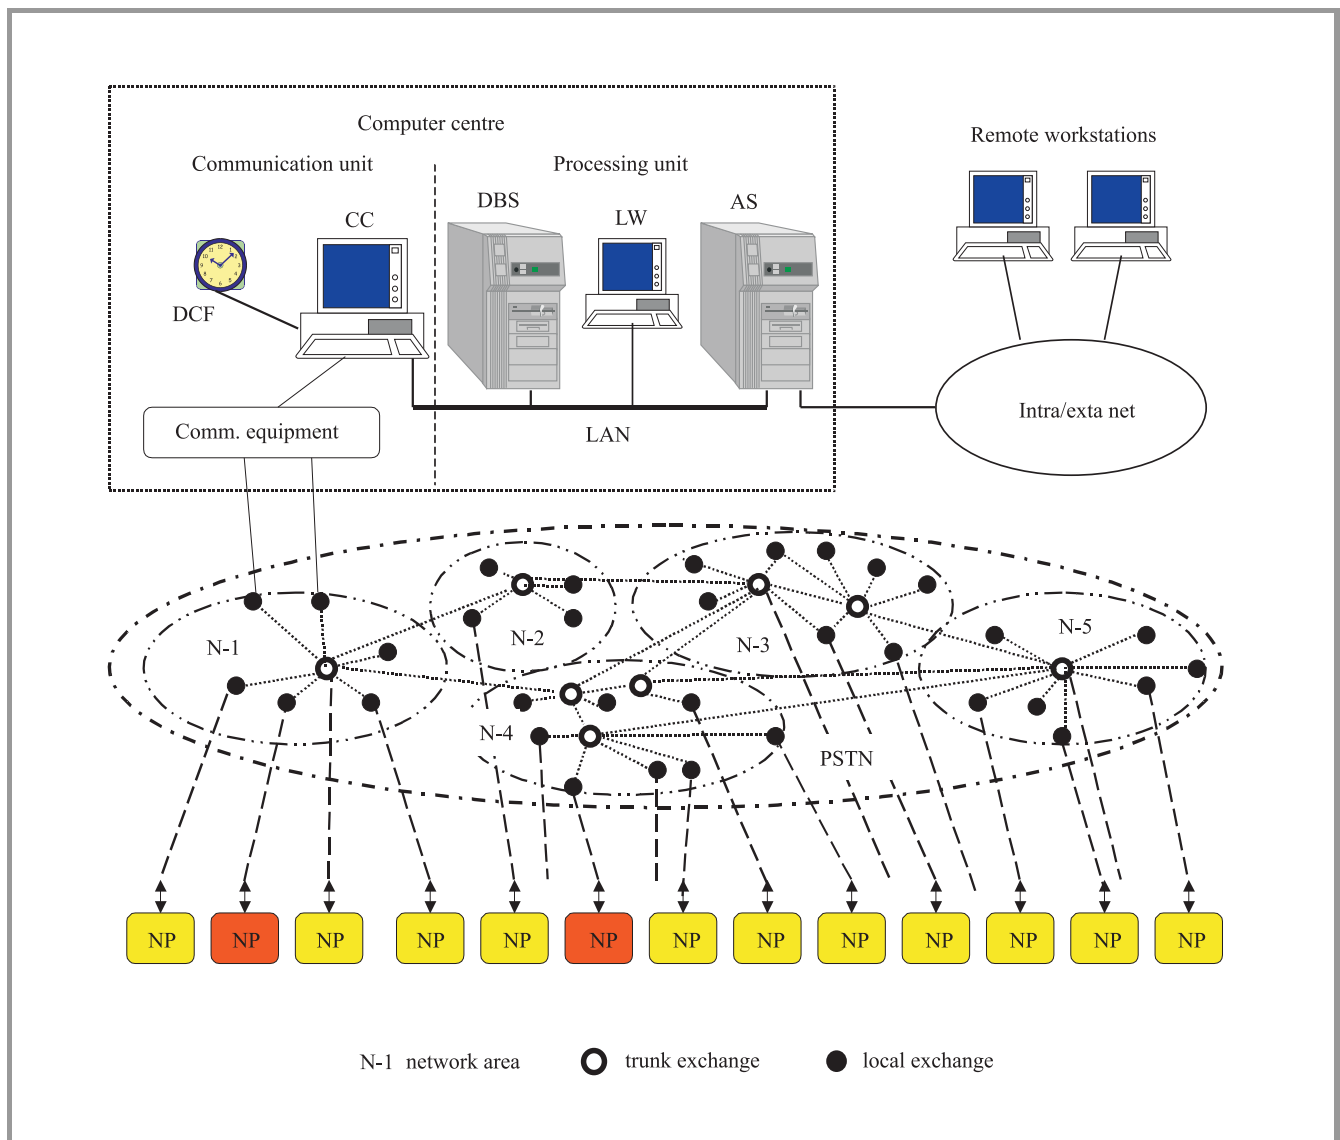 Computer centre
Remote workstations
Communication unit
Processing unit
DBS
AS
CC
LW
DCF
Intra/exta net
Comm. equipment
LAN
N-1
N-2
N-3
N-5
N-4
PSTN
NP NP NP NP NP NP NP NP NP NP NP NP NP
N-1 network area trunk exchange local exchange